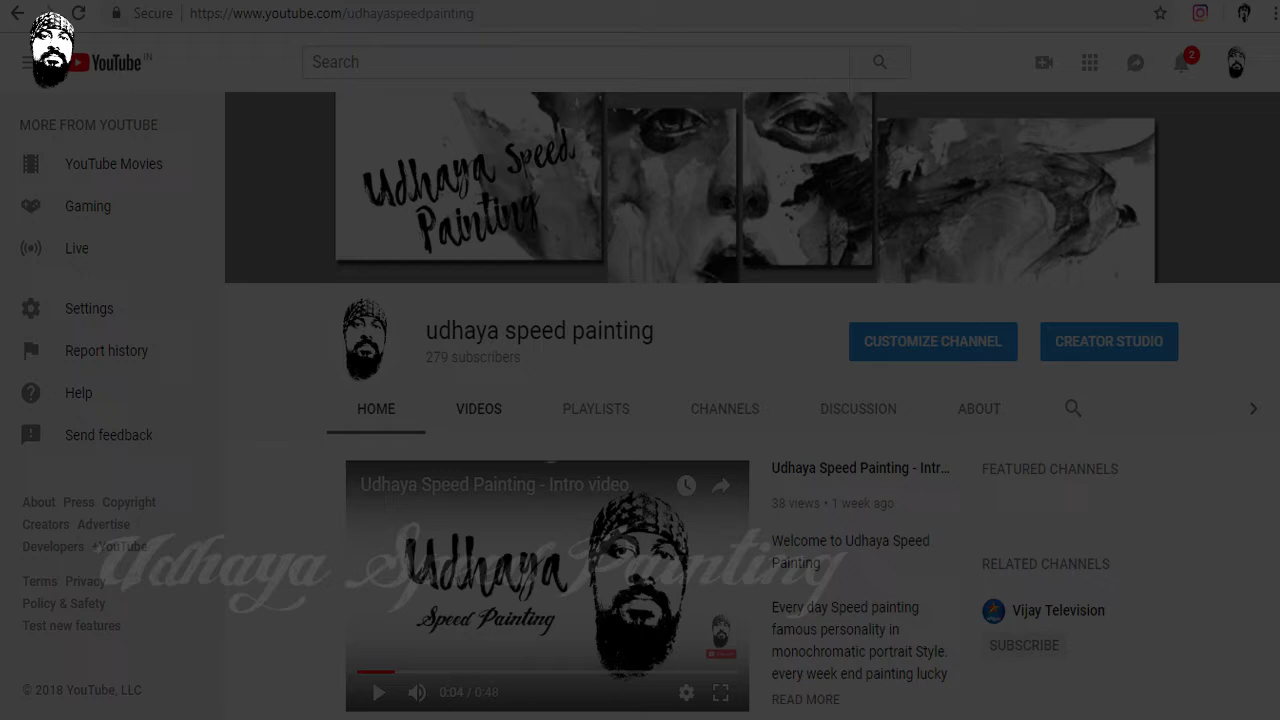 Secure https://www.youtube.com/udhayaspeedpainting
YouTube IN
Search
2
MORE FROM YOUTUBE
YouTube Movies
Gaming
Live
Settings
Report history
Help
Send feedback
About Press Copyright
Creators Advertise
Developers +YouTube
Terms Privacy
Policy & Safety
Test new features
© 2018 YouTube, LLC
Udhaya Speed
Painting
udhaya speed painting
279 subscribers
CUSTOMIZE CHANNEL
CREATOR STUDIO
HOME VIDEOS PLAYLISTS CHANNELS DISCUSSION ABOUT
Udhaya Speed Painting - Intro video
Udhaya
Speed Painting
0:04 / 0:48
Udhaya Speed Painting
Udhaya Speed Painting - Intr...
38 views • 1 week ago
Welcome to Udhaya Speed
Painting
Every day Speed painting
famous personality in
monochromatic portrait Style.
every week end painting lucky
READ MORE
FEATURED CHANNELS
RELATED CHANNELS
Vijay Television
SUBSCRIBE